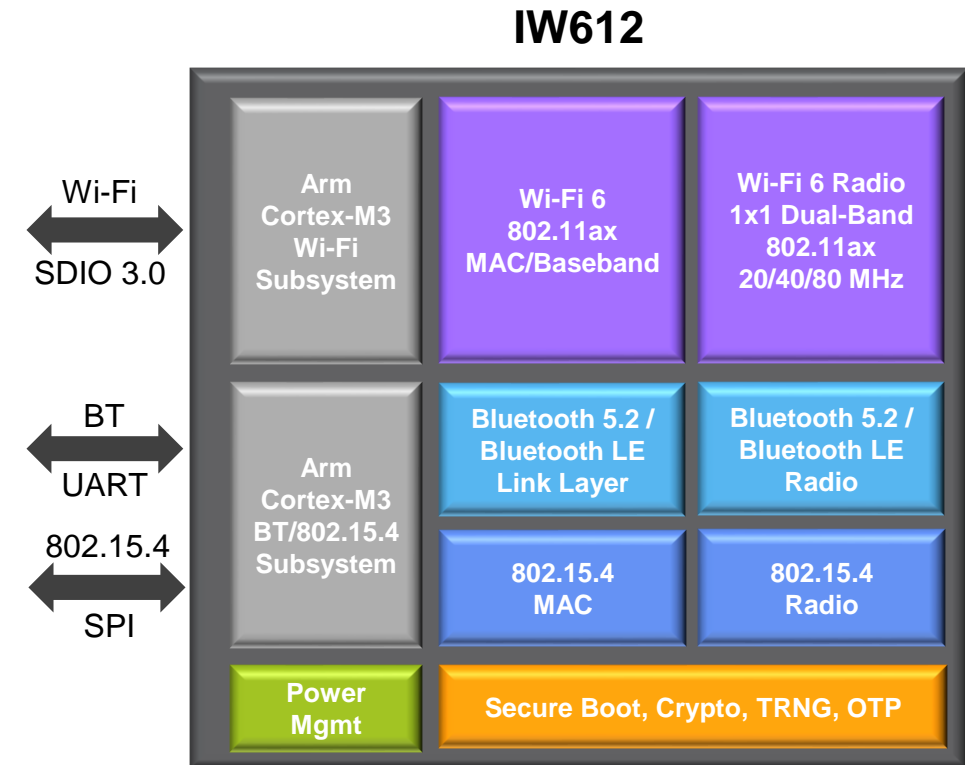 IW612
Wi-Fi
SDIO 3.0
BT
UART
802.15.4
SPI
Arm
Cortex-M3
Wi-Fi
Subsystem
Wi-Fi 6
802.11ax
MAC/Baseband
Wi-Fi 6 Radio
1x1 Dual-Band
802.11ax
20/40/80 MHz
Arm
Cortex-M3
BT/802.15.4
Subsystem
Bluetooth 5.2 /
Bluetooth LE
Link Layer
Bluetooth 5.2 /
Bluetooth LE
Radio
802.15.4
MAC
802.15.4
Radio
Power
Mgmt
Secure Boot, Crypto, TRNG, OTP